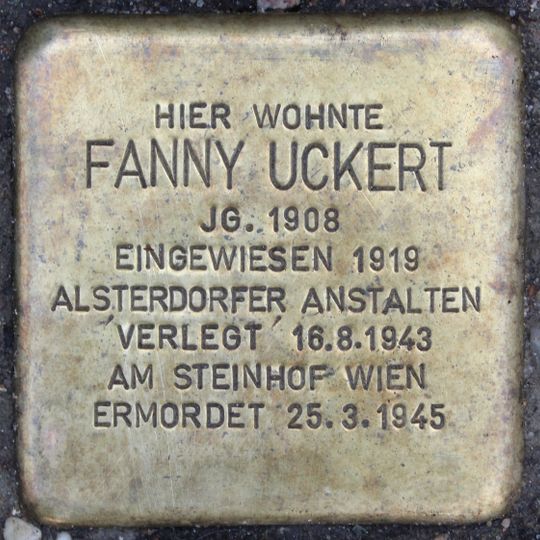 HIER WOHNTE
FANNY UCKERT
JG. 1908
EINGEWIESEN 1919
ALSTERDORFER ANSTALTEN
'VERLEGT' 16.8.1943
AM STEINHOF WIEN
ERMORDET 25.3.1945